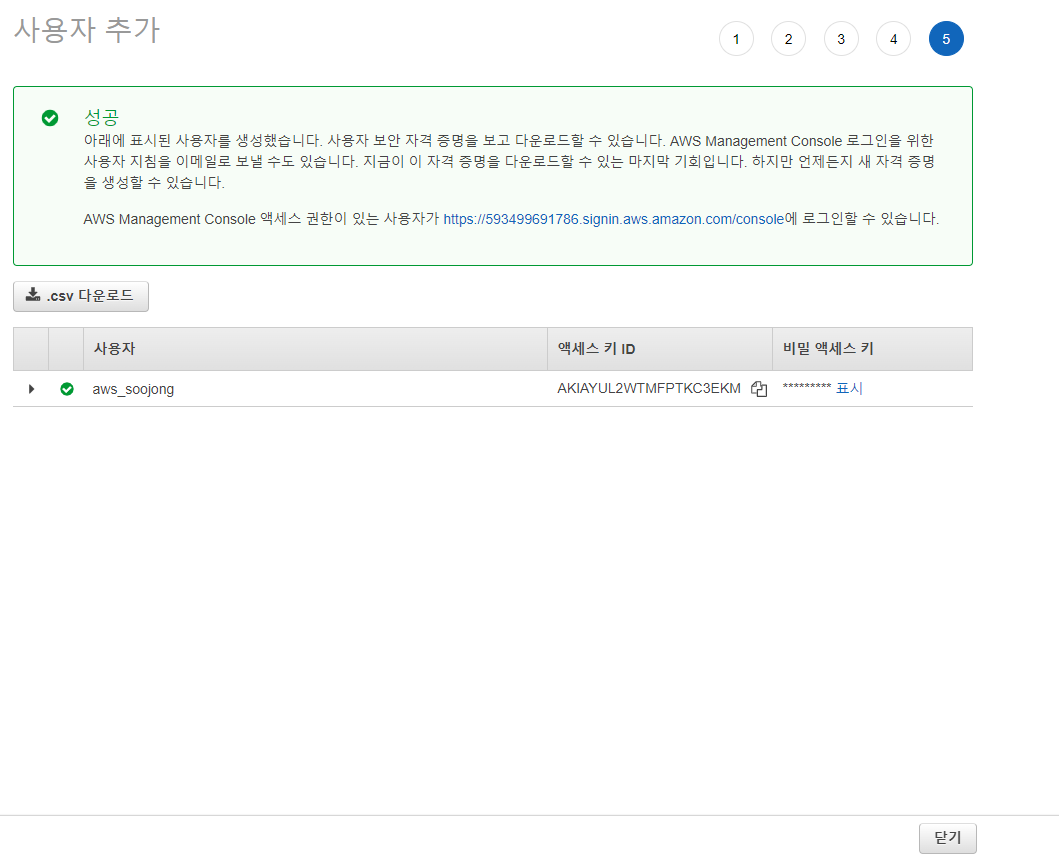 사용자 추가
1 2 3 4 5
성공
아래에 표시된 사용자를 생성했습니다. 사용자 보안 자격 증명을 보고 다운로드할 수 있습니다. AWS Management Console 로그인을 위한
사용자 지침을 이메일로 보낼 수도 있습니다. 지금이 이 자격 증명을 다운로드할 수 있는 마지막 기회입니다. 하지만 언제든지 새 자격 증명
을 생성할 수 있습니다.
AWS Management Console 액세스 권한이 있는 사용자가 https://593499691786.signin.aws.amazon.com/console에 로그인할 수 있습니다.
.csv 다운로드
사용자 액세스 키 ID 비밀 액세스 키
aws_soojong AKIAYUL2WTMFPTKC3EKM ********* 표시
닫기